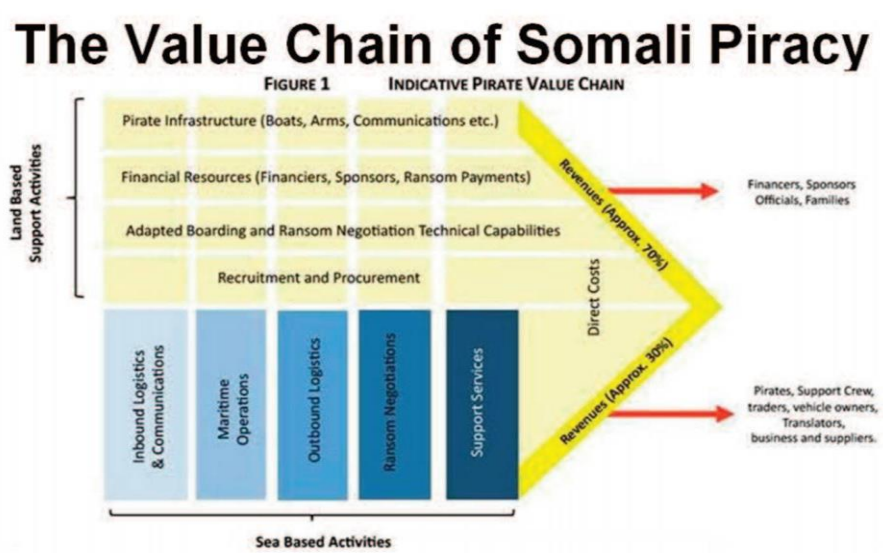 The Value Chain of Somali Piracy
FIGURE 1 INDICATIVE PIRATE VALUE CHAIN
Land Based
Support Activities
Pirate Infrastructure (Boats, Arms, Communications etc.)
Financial Resources (Financiers, Sponsors, Ransom Payments)
Adapted Boarding and Ransom Negotiation Technical Capabilities
Recruitment and Procurement
Inbound Logistics
& Communications
Maritime
Operations
Outbound Logistics
Ransom Negotiations
Support Services
Direct Costs
Revenues (Approx. 70%)
Revenues (Approx. 30%)
Financers, Sponsors
Officials, Families
Pirates, Support Crew,
traders, vehicle owners,
Translators,
business and suppliers.
Sea Based Activities